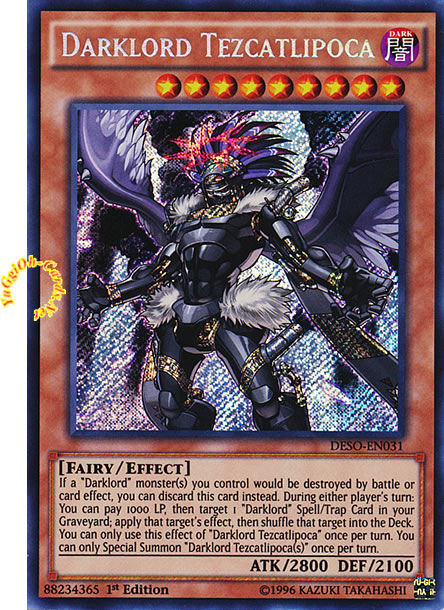 DARKLORD TEZCATLIPOCA
DARK
闇
YuGiOh-Cards.Net
DESO-EN031
[FAIRY/EFFECT]
If a "Darklord" monster(s) you control would be destroyed by battle or
card effect, you can discard this card instead. During either player's turn:
You can pay 1000 LP, then target 1 "Darklord" Spell/Trap Card in your
Graveyard; apply that target's effect, then shuffle that target into the Deck.
You can only use this effect of "Darklord Tezcatlipoca" once per turn. You
can only Special Summon "Darklord Tezcatlipoca(s)" once per turn.
ATK/2800 DEF/2100
88234365 1st Edition ©1996 KAZUKI TAKAHASHI